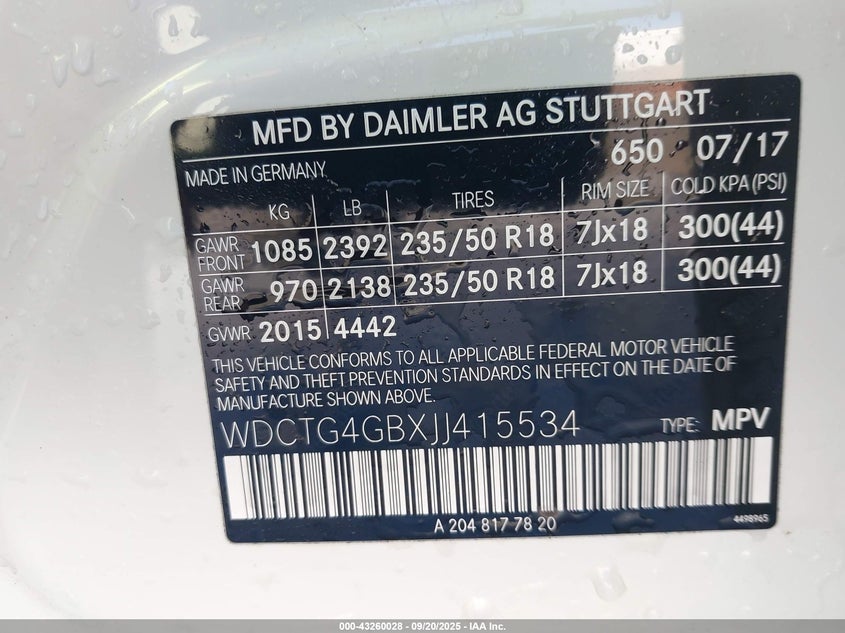 MFD BY DAIMLER AG STUTTGART
650 07/17
MADE IN GERMANY
KG LB TIRES RIM SIZE COLD KPA (PSI)
GAWR FRONT 1085 2392 235/50 R18 7Jx18 300(44)
GAWR REAR 970 2138 235/50 R18 7Jx18 300(44)
GVWR 2015 4442
THIS VEHICLE CONFORMS TO ALL APPLICABLE FEDERAL MOTOR VEHICLE
SAFETY AND THEFT PREVENTION STANDARDS IN EFFECT ON THE DATE OF
MANUFACTURE SHOWN ABOVE.
WDCTG4GBXJJ415534 TYPE: MPV
A 204 817 78 20 4498965
000-43260028 - 09/20/2025 - IAA Inc.